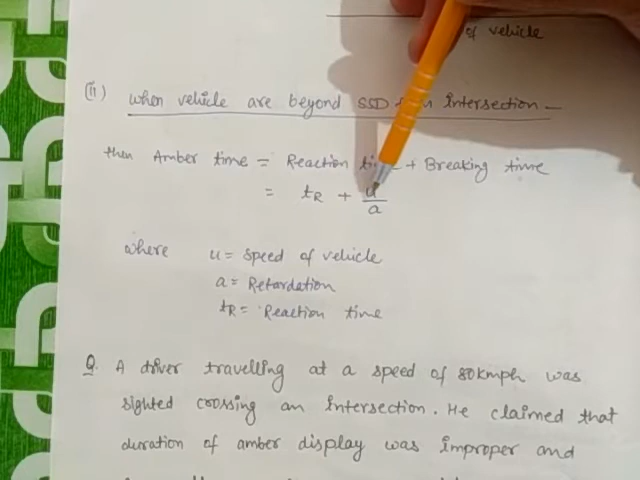 of vehicle
(ii) when vehicle are beyond SSD intersection -
then Amber time = Reaction + Breaking time
= tR + u/a
where u = speed of vehicle
a = Retardation
tR = Reaction time
Q. A driver travelling at a speed of 80kmph was
sighted crossing an intersection. He claimed that
duration of amber display was improper and